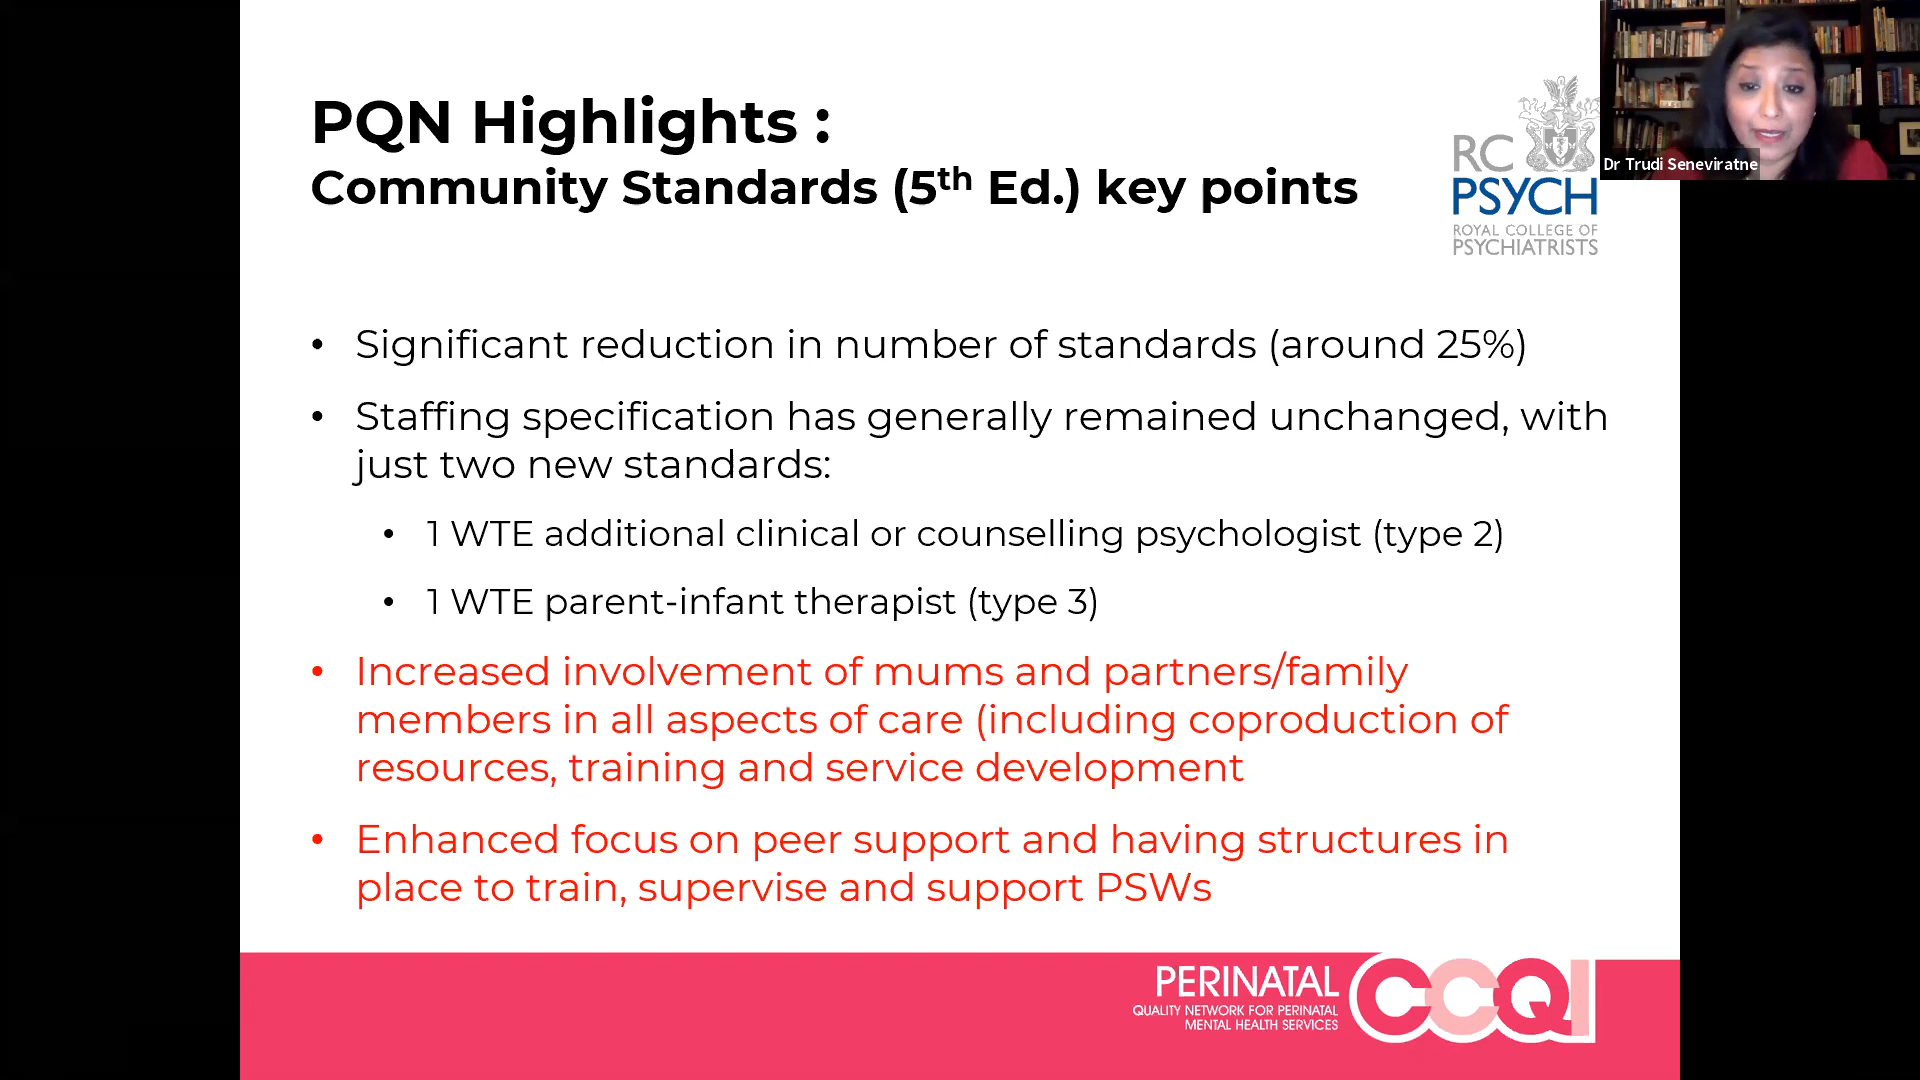 PQN Highlights :
Community Standards (5th Ed.) key points
RC
PSYCH
ROYAL COLLEGE OF
PSYCHIATRISTS
Dr Trudi Seneviratne
• Significant reduction in number of standards (around 25%)
• Staffing specification has generally remained unchanged, with
just two new standards:
• 1 WTE additional clinical or counselling psychologist (type 2)
• 1 WTE parent-infant therapist (type 3)
• Increased involvement of mums and partners/family
members in all aspects of care (including coproduction of
resources, training and service development
• Enhanced focus on peer support and having structures in
place to train, supervise and support PSWs
PERINATAL
QUALITY NETWORK FOR PERINATAL
MENTAL HEALTH SERVICES
CCQI